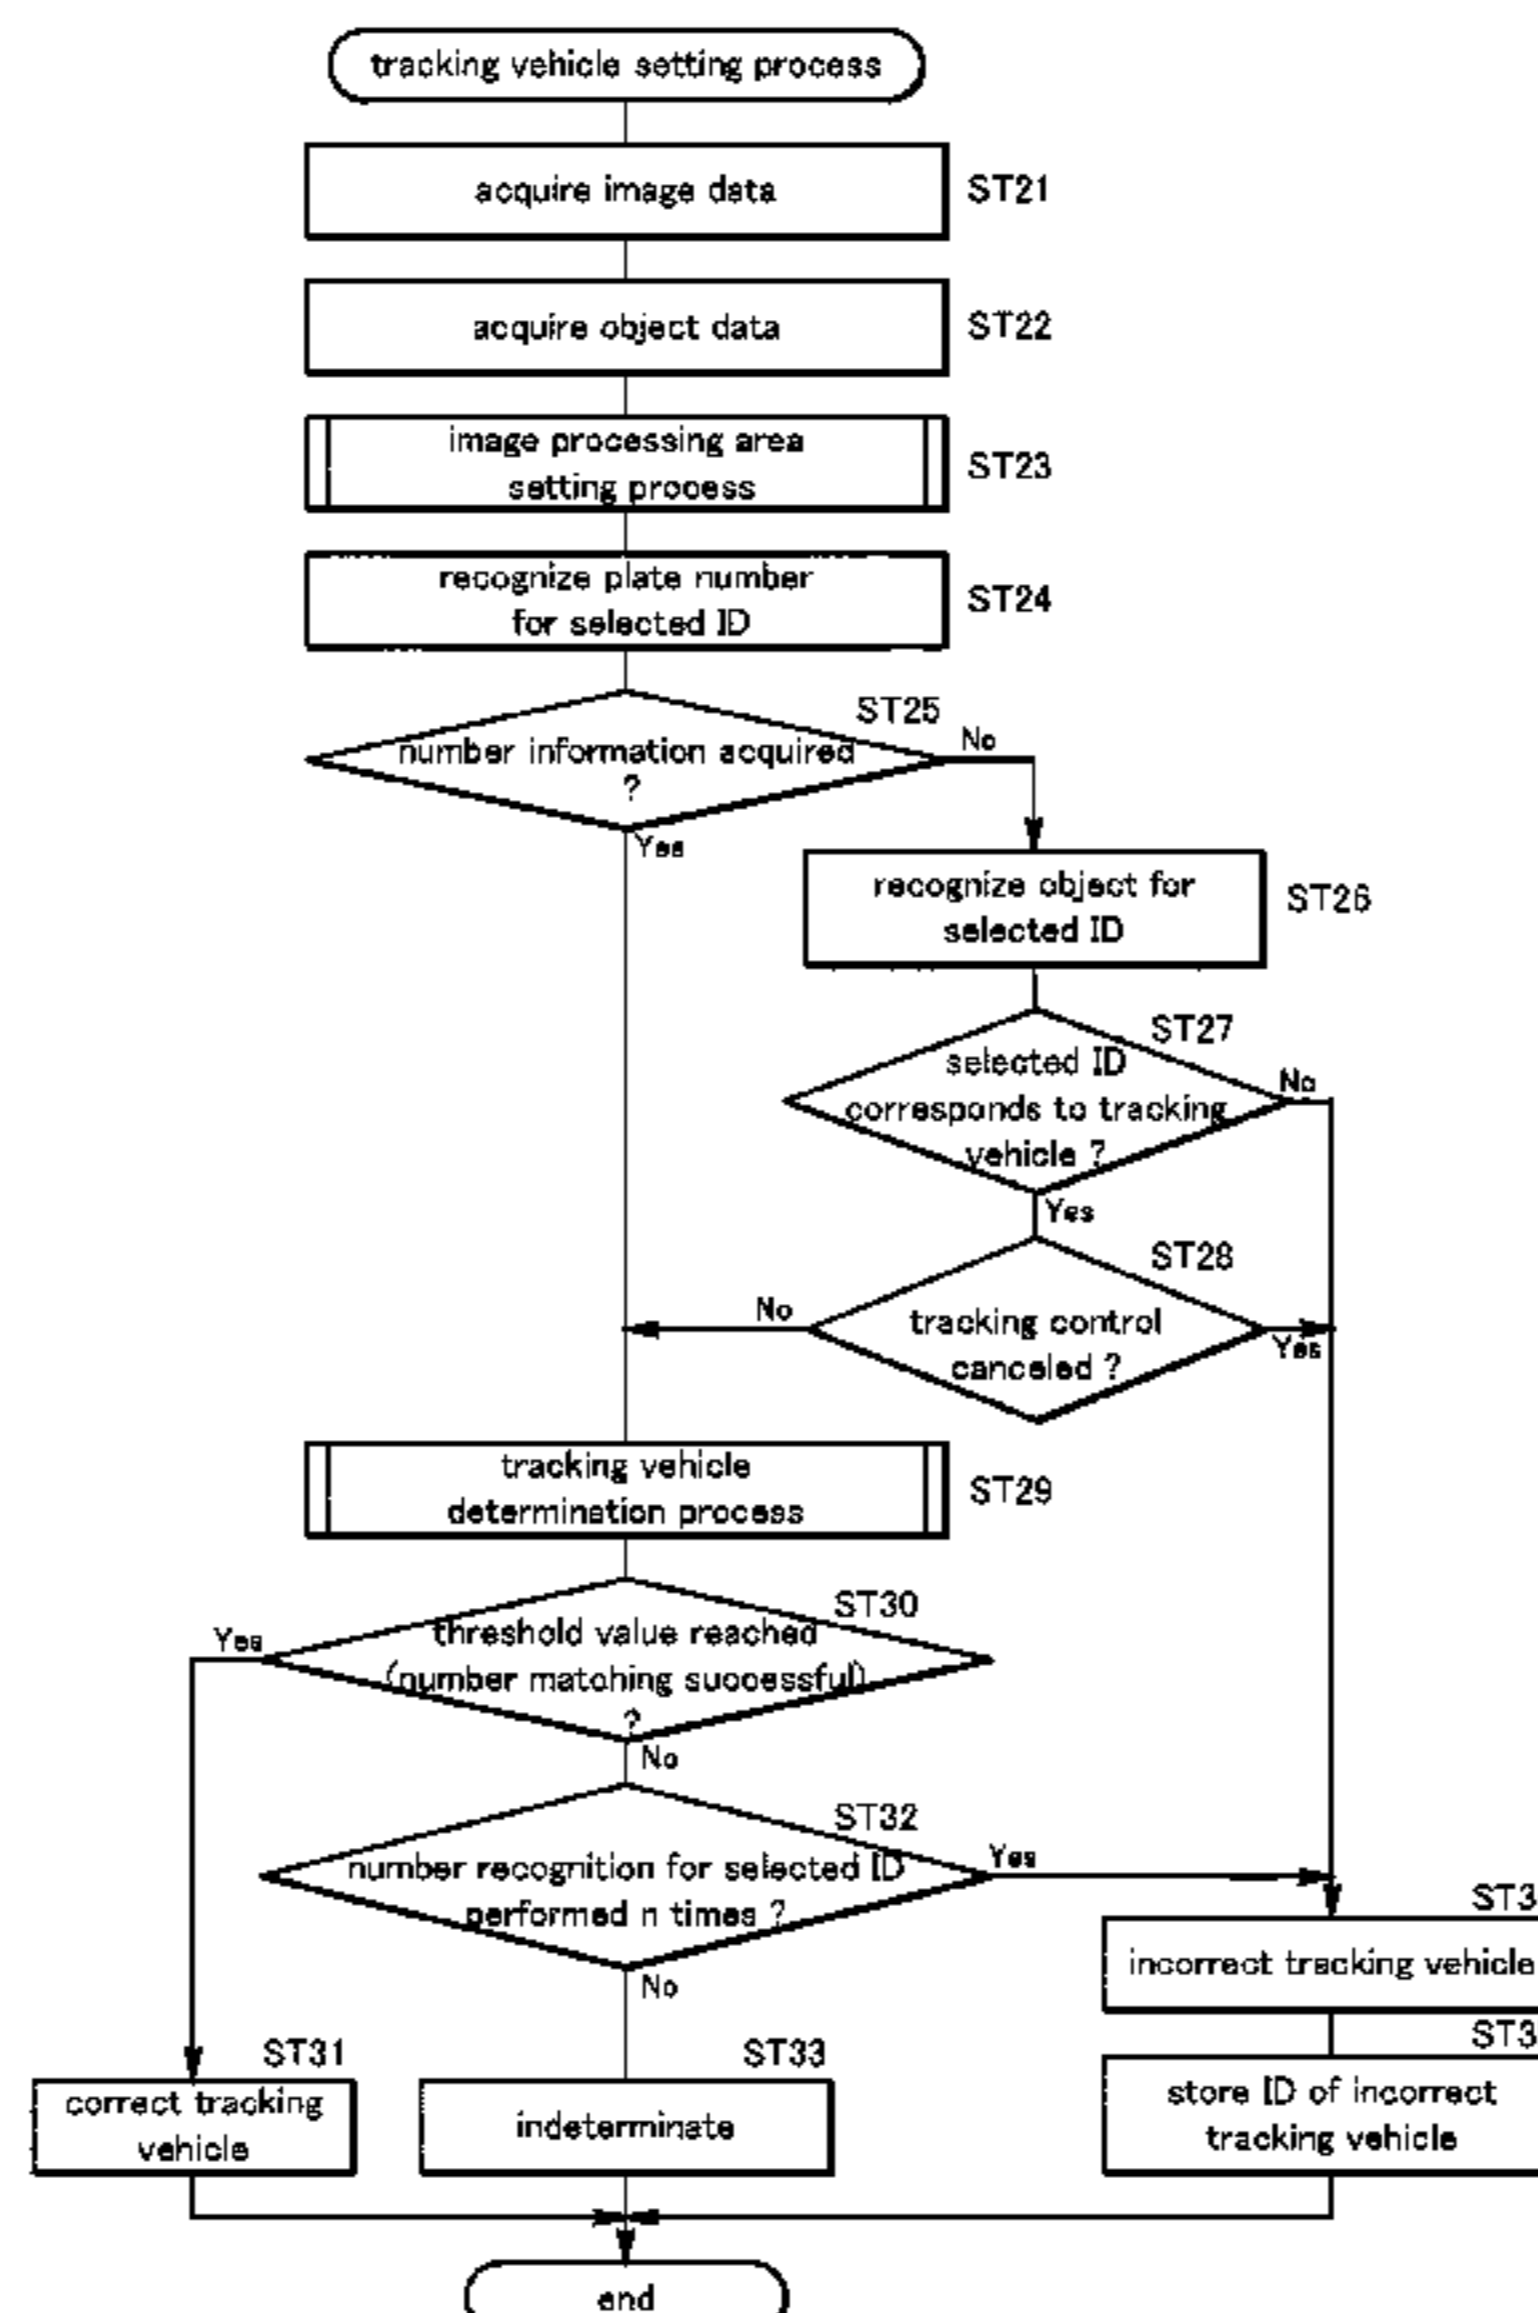 tracking vehicle setting process
acquire image data
ST21
acquire object data
ST22
image processing area
setting process
ST23
recognize plate number
for selected ID
ST24
ST25
number information acquired
?
No
Yes
recognize object for
selected ID
ST26
ST27
selected ID
corresponds to tracking
vehicle ?
No
Yes
ST28
tracking control
canceled ?
No
Yes
tracking vehicle
determination process
ST29
ST30
threshold value reached
(number matching successful)
?
Yes
No
ST32
number recognition for selected ID
performed n times ?
Yes
No
ST3
incorrect tracking vehicle
ST31
correct tracking
vehicle
ST33
indeterminate
ST3
store ID of incorrect
tracking vehicle
end